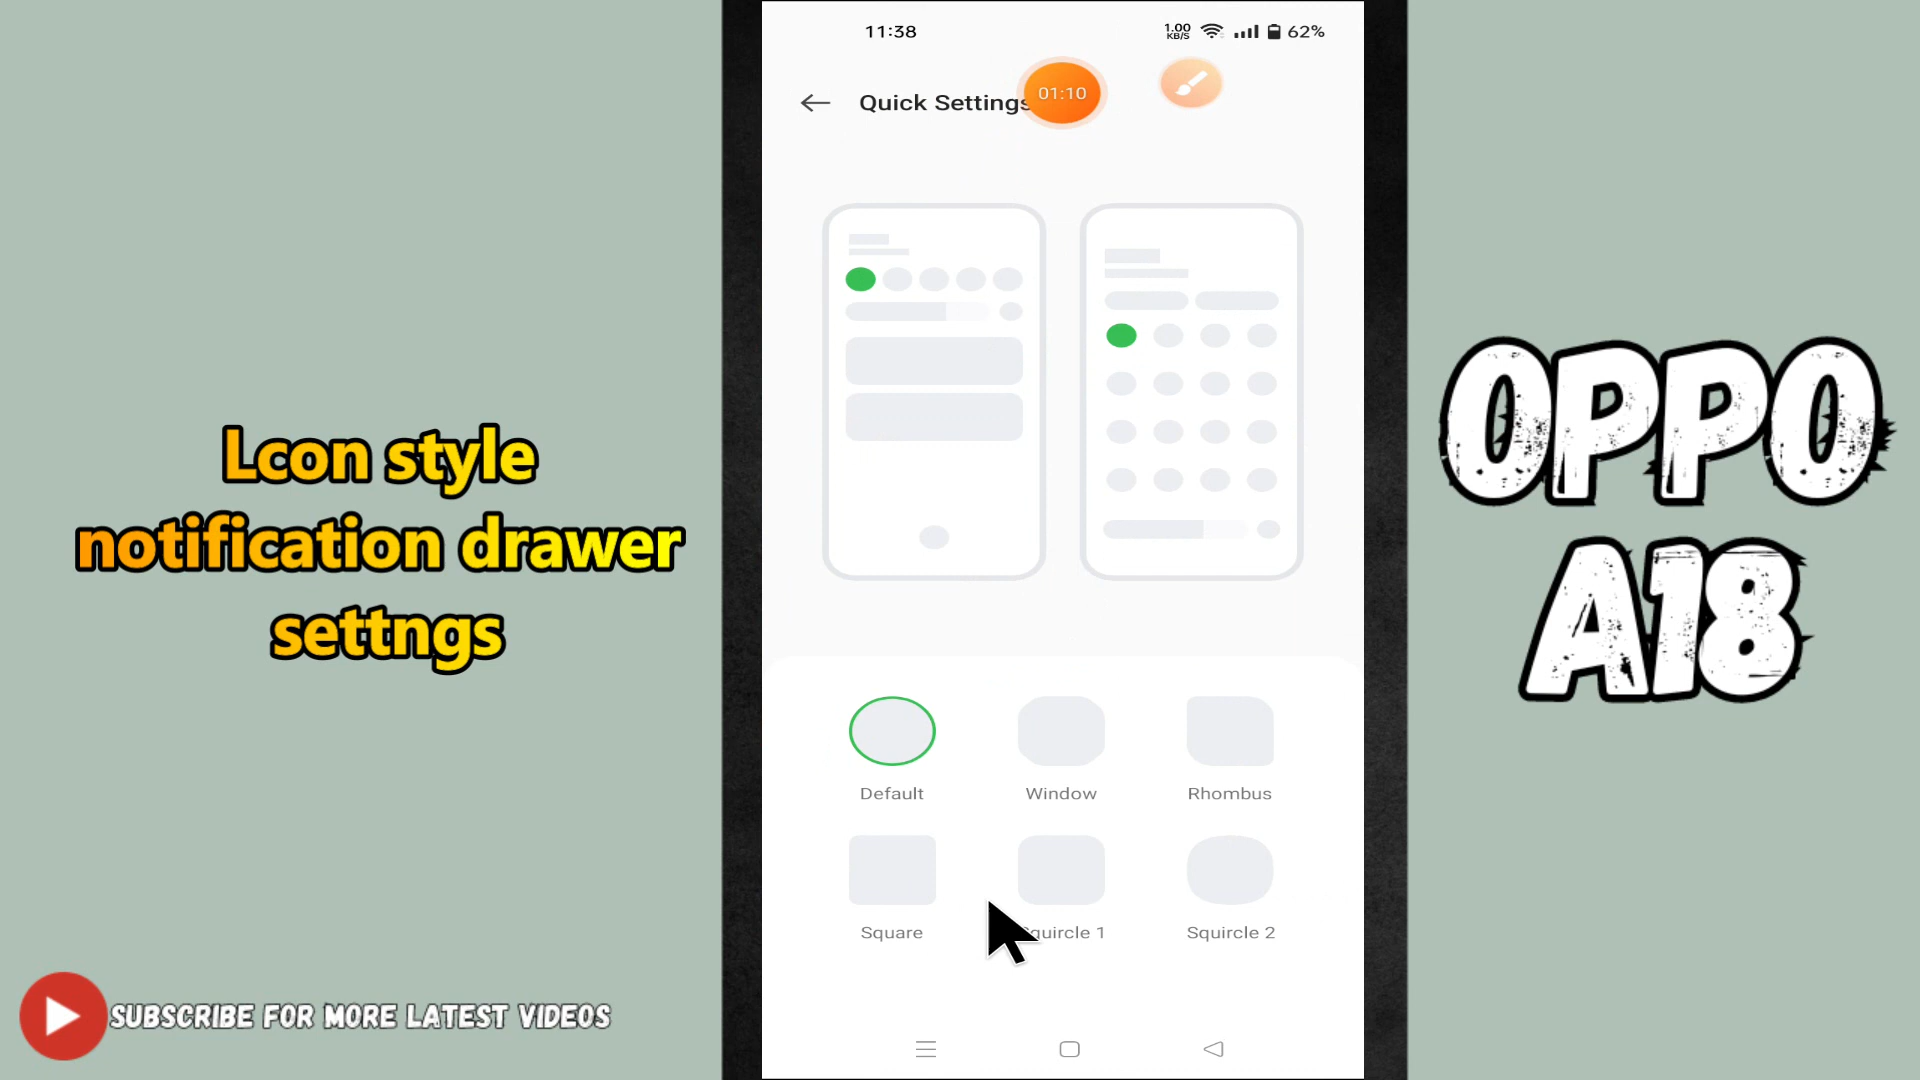 11:38
1.00
KB/S
62%
Quick Settings
01:10
Lcon style
notification drawer
settngs
OPPO
A18
Default
Window
Rhombus
Square
Squircle 1
Squircle 2
SUBSCRIBE FOR MORE LATEST VIDEOS